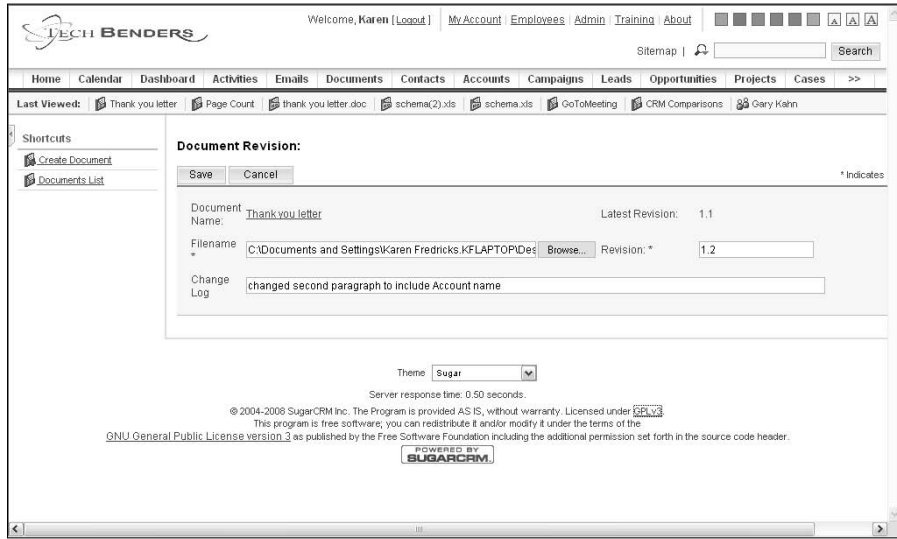 TECH BENDERS
Welcome, Karen [ Logout ] My Account | Employees | Admin | Training | About A A A
Sitemap | Search
Home Calendar Dashboard Activities Emails Documents Contacts Accounts Campaigns Leads Opportunities Projects Cases >>
Last Viewed: Thank you letter Page Count thank you letter.doc schema(2).xls schema.xls GoToMeeting CRM Comparisons Gary Kahn
Shortcuts
Create Document
Documents List
Document Revision:
Save Cancel * Indicates
Document Name: Thank you letter Latest Revision: 1.1
Filename * C:\Documents and Settings\Karen Fredricks.KFLAPTOP\Des Browse... Revision: * 1.2
Change Log changed second paragraph to include Account name
Theme Sugar
Server response time: 0.50 seconds.
© 2004-2008 SugarCRM Inc. The Program is provided AS IS, without warranty. Licensed under GPLv3.
This program is free software; you can redistribute it and/or modify it under the terms of the
GNU General Public License version 3 as published by the Free Software Foundation including the additional permission set forth in the source code header.
POWERED BY
SUGARCRM.